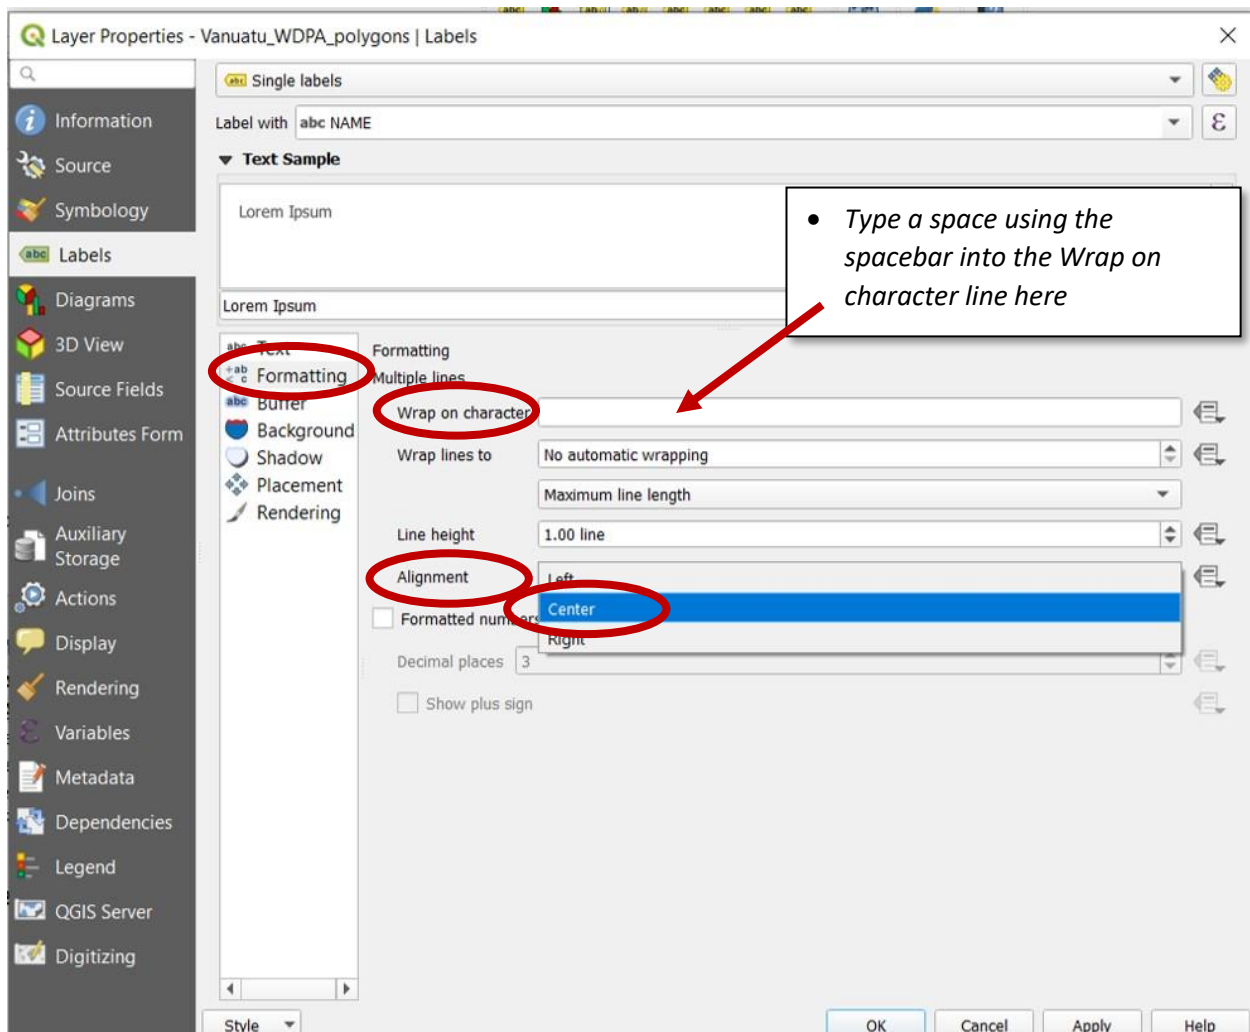 Layer Properties - Vanuatu_WDPA_polygons | Labels
Single labels
Information
Label with abc NAME
Source
Text Sample
Symbology
Lorem Ipsum
Labels
Diagrams
Lorem Ipsum
• Type a space using the
spacebar into the Wrap on
character line here
3D View
Source Fields
Attributes Form
Joins
Auxiliary
Storage
Actions
Display
Rendering
Variables
Metadata
Dependencies
Legend
QGIS Server
Digitizing
abc Text
Formatting
abc Buffer
Background
Shadow
Placement
Rendering
Formatting
Multiple lines
Wrap on character
Wrap lines to No automatic wrapping
Maximum line length
Line height 1.00 line
Alignment Left
Center
Right
Formatted numbers
Decimal places 3
Show plus sign
Style OK Cancel Apply Help